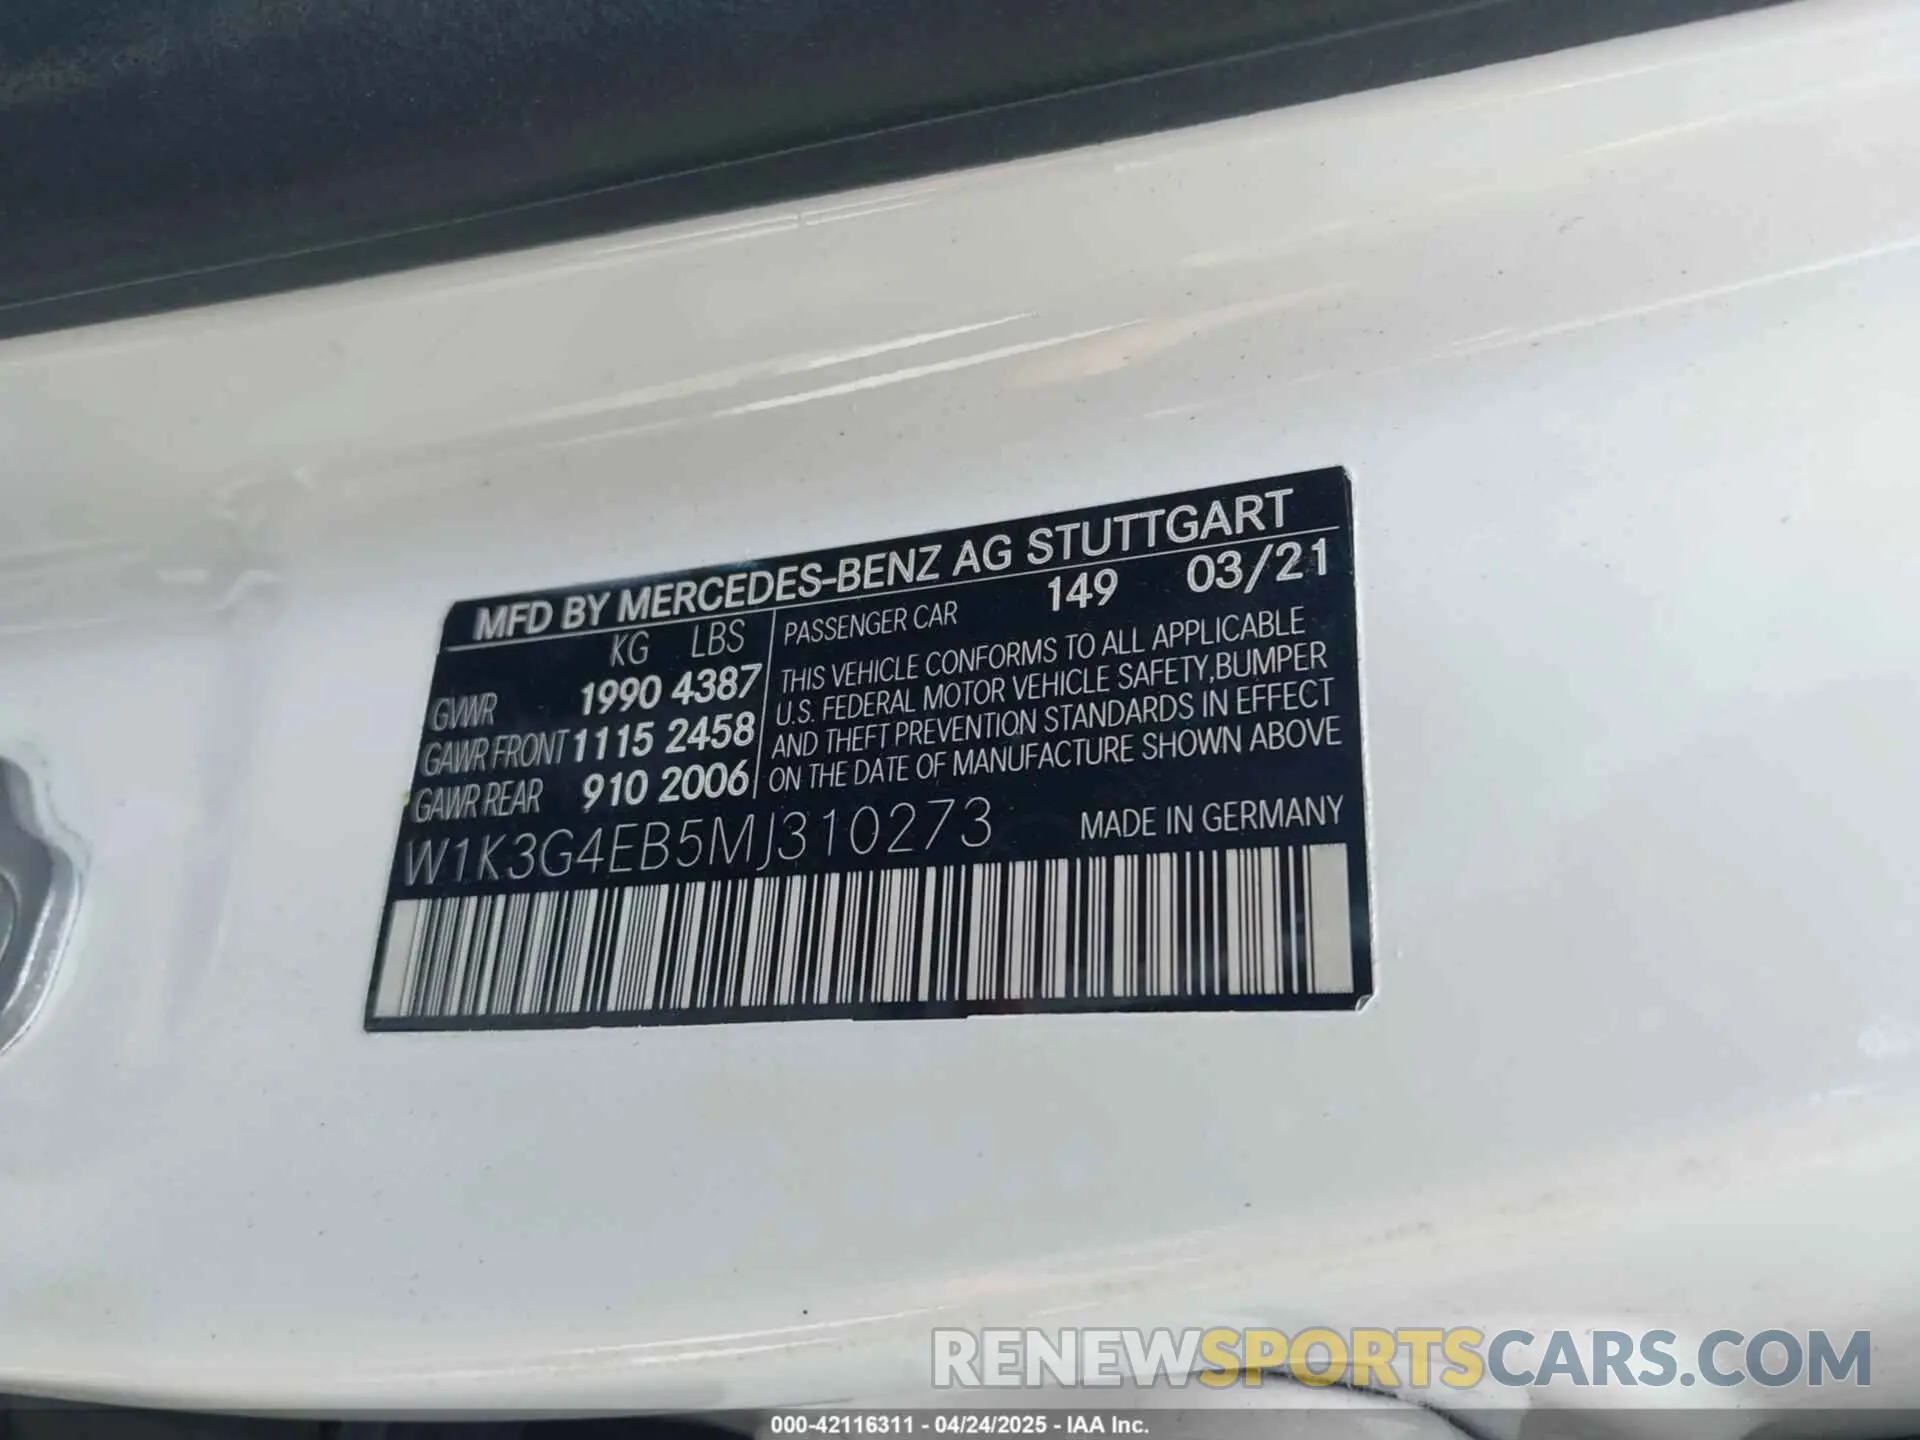 MFD BY MERCEDES-BENZ AG STUTTGART
KG LBS
GVWR 1990 4387
GAWR FRONT 1115 2458
GAWR REAR 910 2006
PASSENGER CAR 149 03/21
THIS VEHICLE CONFORMS TO ALL APPLICABLE
U.S. FEDERAL MOTOR VEHICLE SAFETY, BUMPER
AND THEFT PREVENTION STANDARDS IN EFFECT
ON THE DATE OF MANUFACTURE SHOWN ABOVE
W1K3G4EB5MJ310273 MADE IN GERMANY
RENEWSPORTSCARS.COM
000-42116311 - 04/24/2025 - IAA Inc.